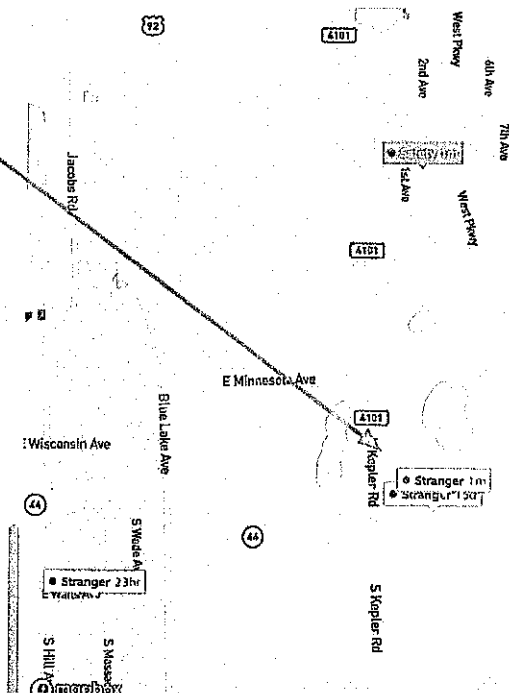 92
4101
West Pkwy
2nd Ave
6th Ave
7th Ave
1st Ave
Jacobs Rd
West Pkwy
4101
E Minnesota Ave
4101
Blue Lake Ave
Wisconsin Ave
Kepler Rd
Stranger 1m
Stranger
44
44
S Wade Av
Stranger 23hr
S Kepler Rd
S Hill A
S Massac